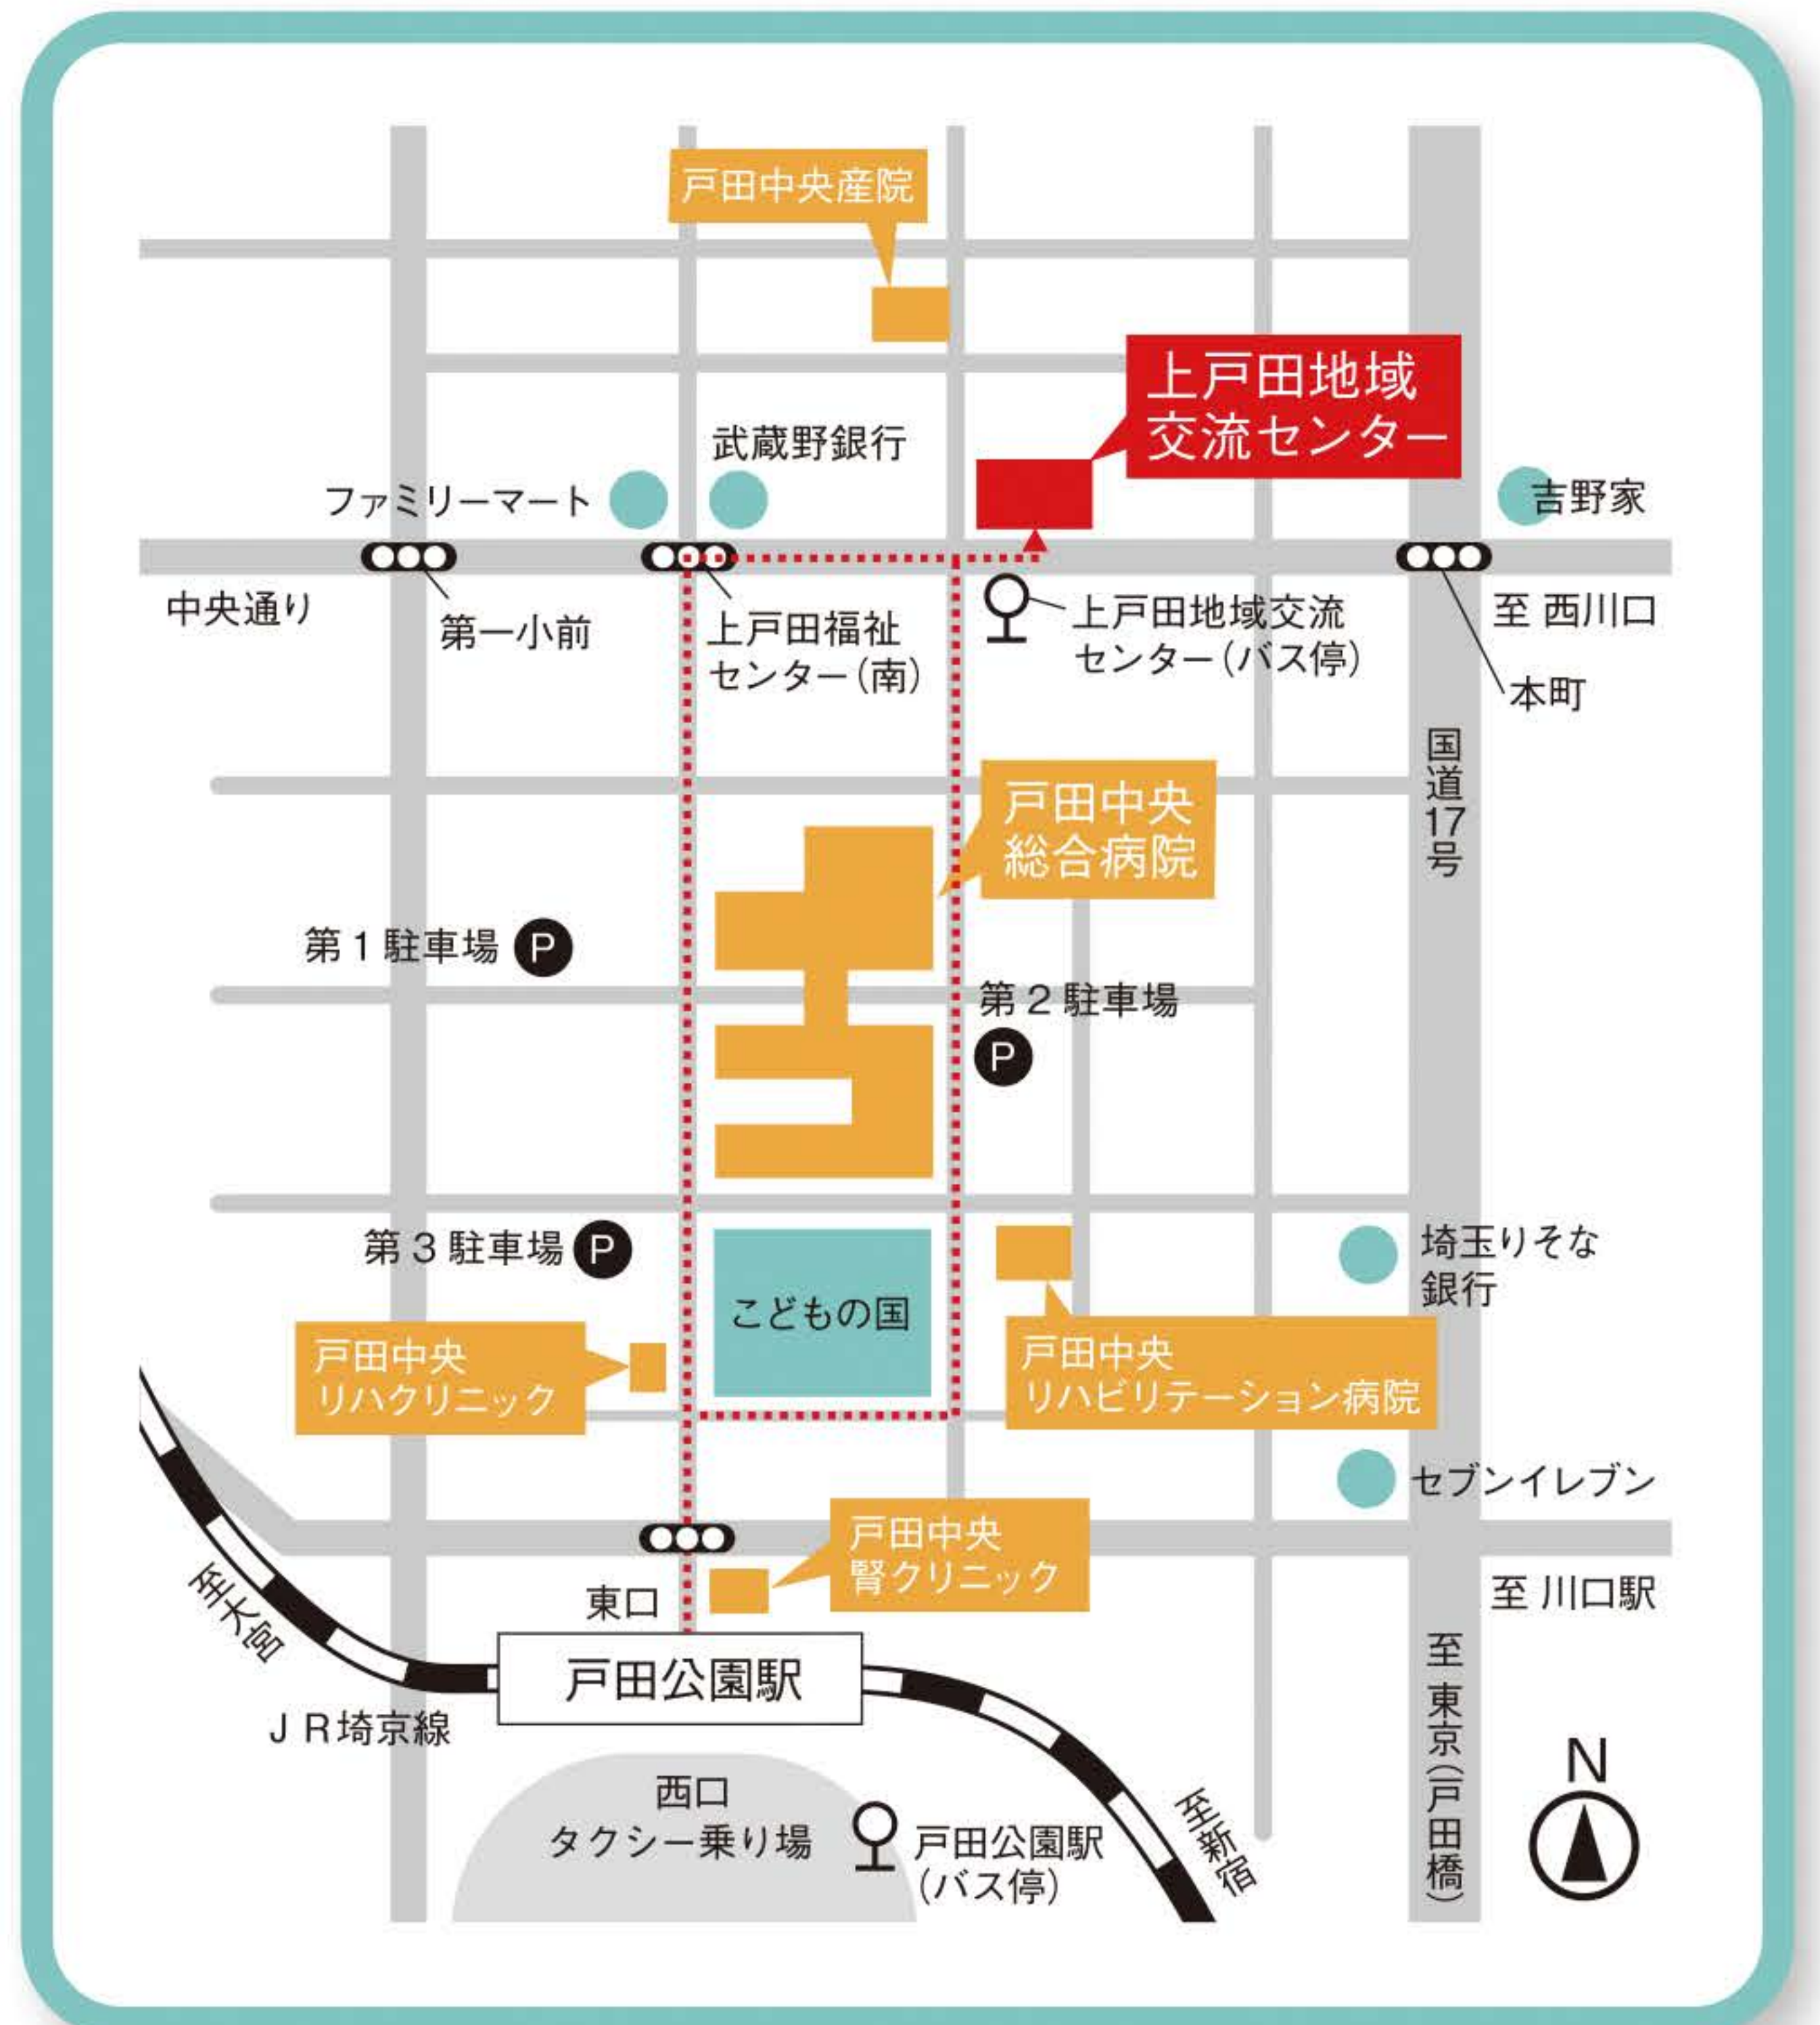 戸田中央産院
上戸田地域
交流センター
武蔵野銀行
ファミリーマート
吉野家
中央通り
第一小前
上戸田福祉
センター(南)
上戸田地域交流
センター(バス停)
至 西川口
本町
国道17号
戸田中央
総合病院
第1駐車場
P
第2駐車場
P
第3駐車場
P
こどもの国
埼玉りそな
銀行
戸田中央
リハクリニック
戸田中央
リハビリテーション病院
セブンイレブン
戸田中央
腎クリニック
東口
至 川口駅
至大宮
戸田公園駅
JR埼京線
至 東京(戸田橋)
西口
タクシー乗り場
戸田公園駅
(バス停)
至新宿
N